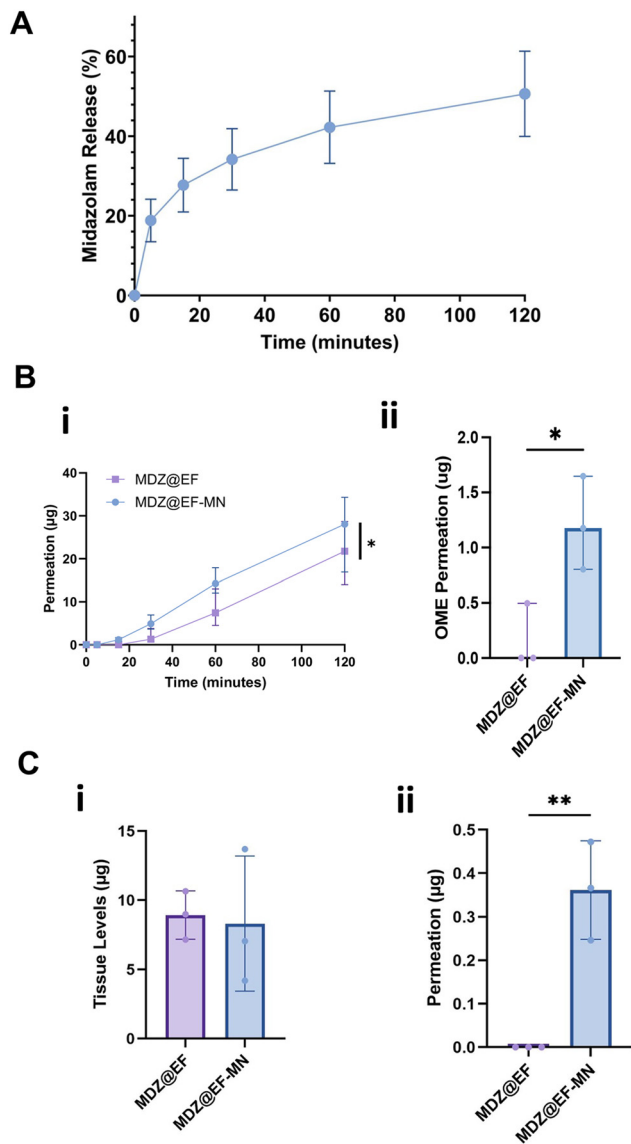 A
Midazolam Release (%)
60
40
20
0
0 20 40 60 80 100 120
Time (minutes)
B
i
MDZ@EF
MDZ@EF-MN
Permeation (µg)
40
30
20
10
0
*
0 20 40 60 80 100 120
Time (minutes)
ii
*
OME Permeation (ug)
2.0
1.5
1.0
0.5
0.0
MDZ@EF
MDZ@EF-MN
C
i
Tissue Levels (µg)
15
10
5
0
MDZ@EF
MDZ@EF-MN
ii
**
Permeation (µg)
0.5
0.4
0.3
0.2
0.1
0.0
MDZ@EF
MDZ@EF-MN